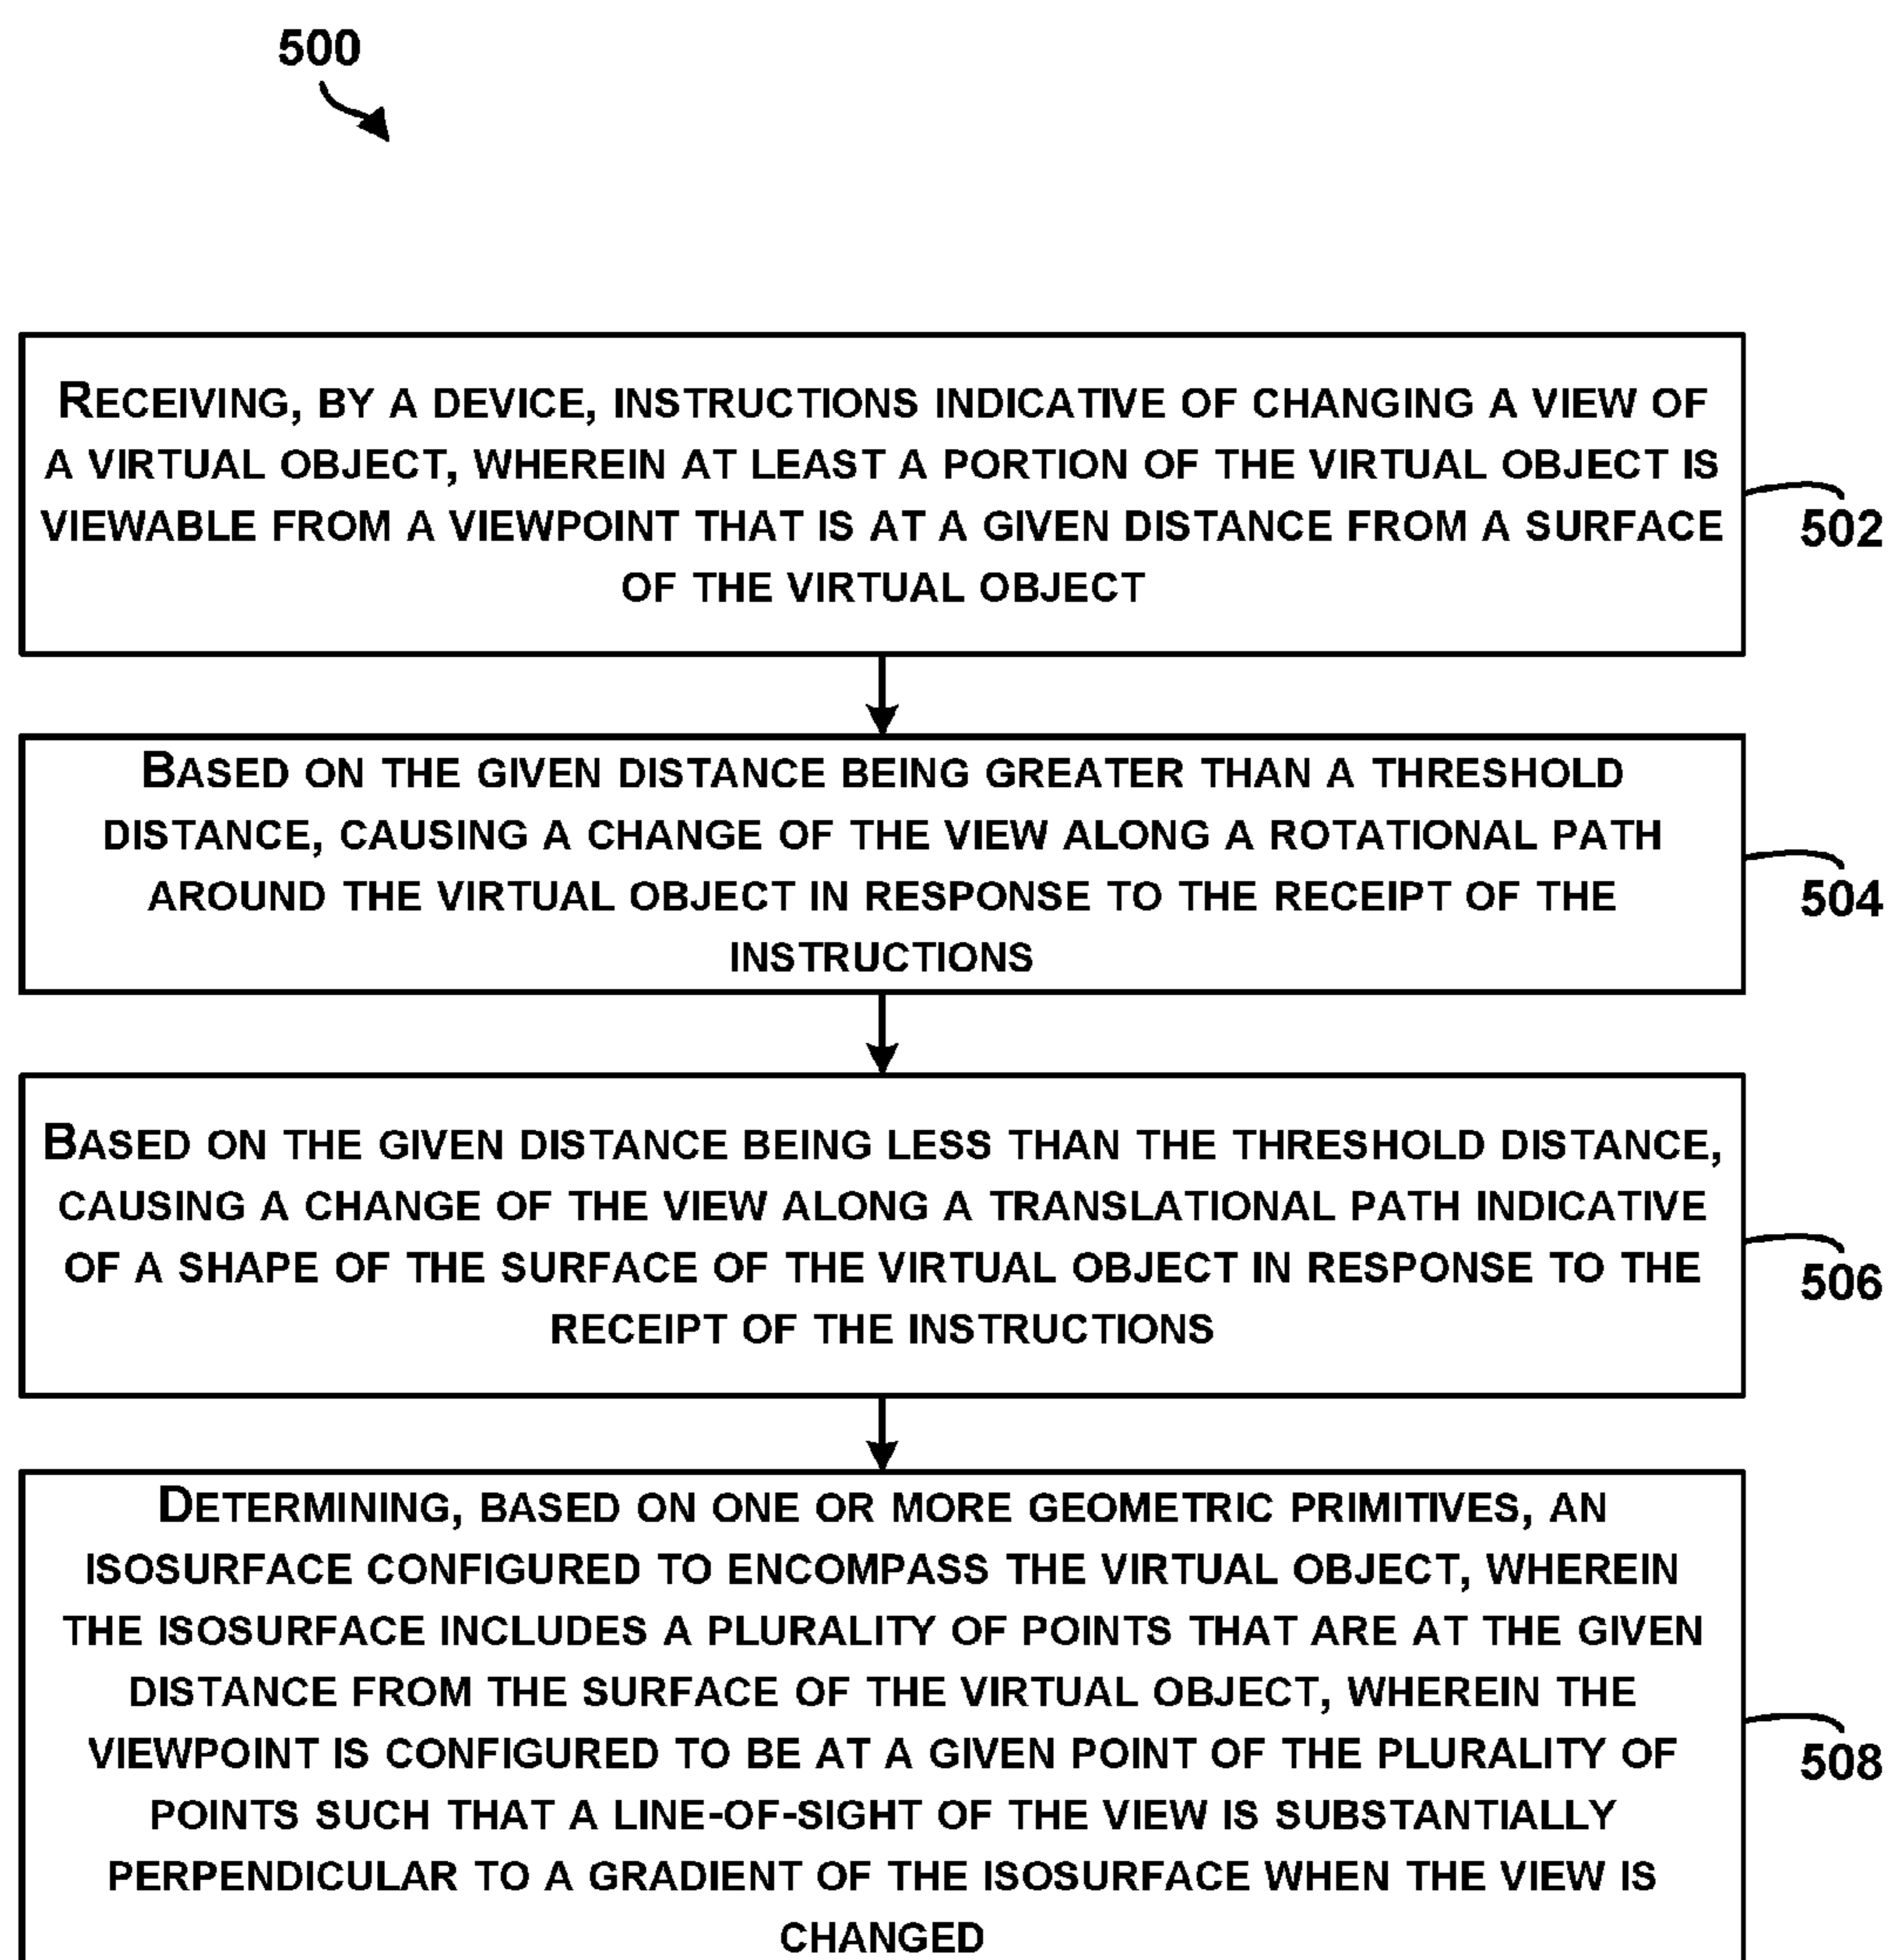 500
RECEIVING, BY A DEVICE, INSTRUCTIONS INDICATIVE OF CHANGING A VIEW OF
A VIRTUAL OBJECT, WHEREIN AT LEAST A PORTION OF THE VIRTUAL OBJECT IS
VIEWABLE FROM A VIEWPOINT THAT IS AT A GIVEN DISTANCE FROM A SURFACE
OF THE VIRTUAL OBJECT
502
BASED ON THE GIVEN DISTANCE BEING GREATER THAN A THRESHOLD
DISTANCE, CAUSING A CHANGE OF THE VIEW ALONG A ROTATIONAL PATH
AROUND THE VIRTUAL OBJECT IN RESPONSE TO THE RECEIPT OF THE
INSTRUCTIONS
504
BASED ON THE GIVEN DISTANCE BEING LESS THAN THE THRESHOLD DISTANCE,
CAUSING A CHANGE OF THE VIEW ALONG A TRANSLATIONAL PATH INDICATIVE
OF A SHAPE OF THE SURFACE OF THE VIRTUAL OBJECT IN RESPONSE TO THE
RECEIPT OF THE INSTRUCTIONS
506
DETERMINING, BASED ON ONE OR MORE GEOMETRIC PRIMITIVES, AN
ISOSURFACE CONFIGURED TO ENCOMPASS THE VIRTUAL OBJECT, WHEREIN
THE ISOSURFACE INCLUDES A PLURALITY OF POINTS THAT ARE AT THE GIVEN
DISTANCE FROM THE SURFACE OF THE VIRTUAL OBJECT, WHEREIN THE
VIEWPOINT IS CONFIGURED TO BE AT A GIVEN POINT OF THE PLURALITY OF
POINTS SUCH THAT A LINE-OF-SIGHT OF THE VIEW IS SUBSTANTIALLY
PERPENDICULAR TO A GRADIENT OF THE ISOSURFACE WHEN THE VIEW IS
CHANGED
508